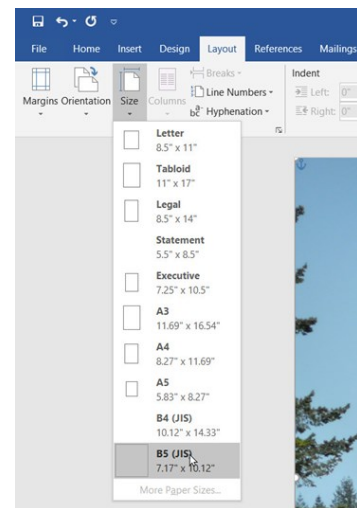 File Home Insert Design Layout References Mailings
Margins Orientation Size Columns
Breaks
Line Numbers
Hyphenation
Indent
Left: 0"
Right: 0"
Letter
8.5" x 11"
Tabloid
11" x 17"
Legal
8.5" x 14"
Statement
5.5" x 8.5"
Executive
7.25" x 10.5"
A3
11.69" x 16.54"
A4
8.27" x 11.69"
A5
5.83" x 8.27"
B4 (JIS)
10.12" x 14.33"
B5 (JIS)
7.17" x 10.12"
More Paper Sizes...